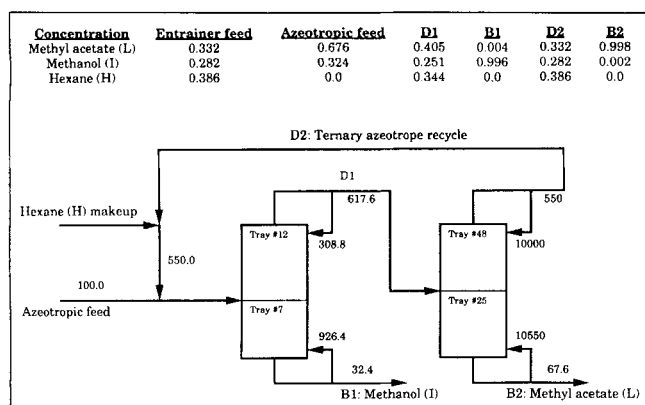 Concentration Entrainer feed Azeotropic feed D1 B1 D2 B2
Methyl acetate (L) 0.332 0.676 0.405 0.004 0.332 0.998
Methanol (I) 0.282 0.324 0.251 0.996 0.282 0.002
Hexane (H) 0.386 0.0 0.344 0.0 0.386 0.0
D2: Ternary azeotrope recycle
D1
617.6
550
Hexane (H) makeup
Tray #12
308.8
Tray #48
10000
550.0
100.0
Azeotropic feed
Tray #7
Tray #25
926.4
10550
32.4
67.6
B1: Methanol (I)
B2: Methyl acetate (L)